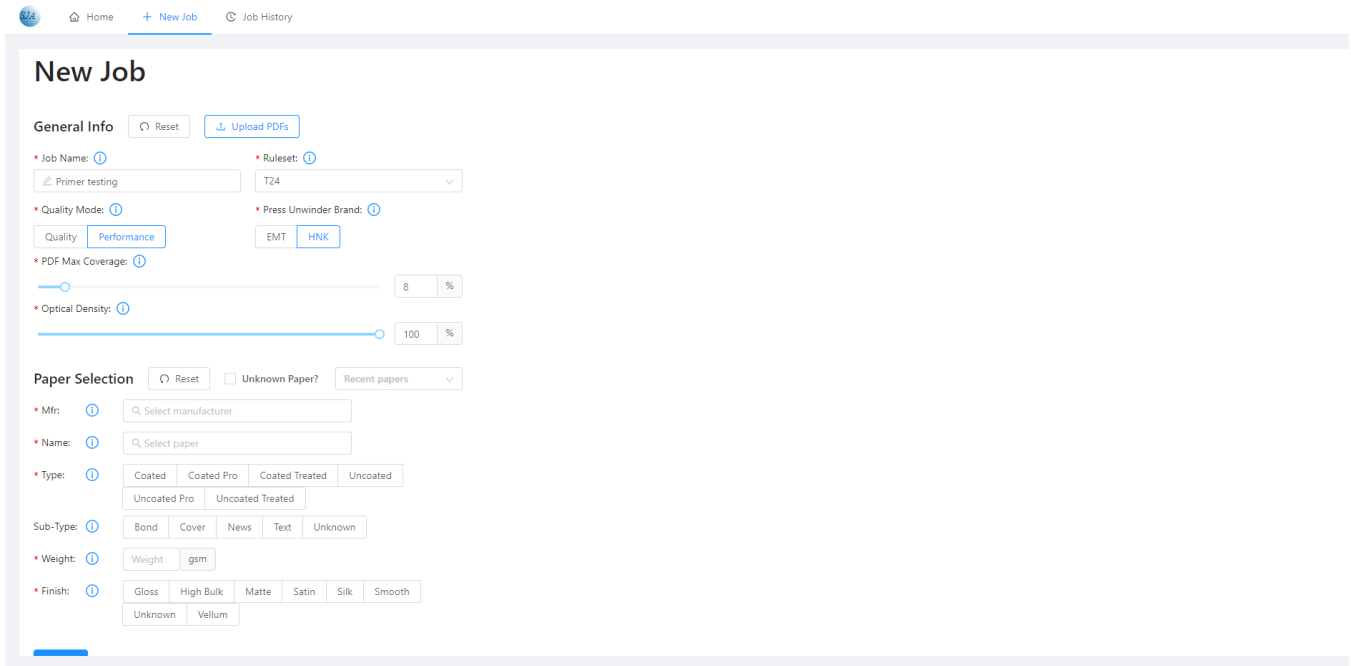 SJA Home + New Job Job History
New Job
General Info Reset Upload PDFs
* Job Name: * Ruleset:
Primer testing T24
* Quality Mode: * Press Unwinder Brand:
Quality Performance EMT HNK
* PDF Max Coverage:
8 %
* Optical Density:
100 %
Paper Selection Reset Unknown Paper? Recent papers
* Mfr: Select manufacturer
* Name: Select paper
* Type: Coated Coated Pro Coated Treated Uncoated
Uncoated Pro Uncoated Treated
Sub-Type: Bond Cover News Text Unknown
* Weight: Weight gsm
* Finish: Gloss High Bulk Matte Satin Silk Smooth
Unknown Vellum